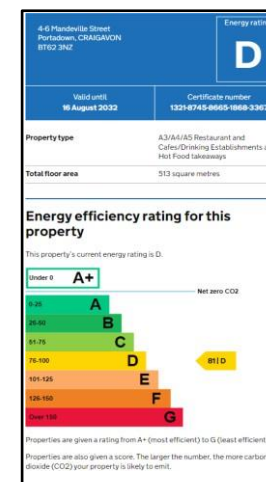 4-6 Mandeville Street
Portadown, CRAIGAVON
BT62 3NZ
Energy rating
D
Valid until
16 August 2032
Certificate number
1321-8745-8665-1868-3367
Property type
A3/A4/A5 Restaurant and
Cafes/Drinking Establishments a
Hot Food takeaways
Total floor area
513 square metres
Energy efficiency rating for this
property
This property's current energy rating is D.
Under 0 A+
Net zero CO2
0-25 A
26-50 B
51-75 C
76-100 D 81 | D
101-125 E
126-150 F
Over 150 G
Properties are given a rating from A+ (most efficient) to G (least efficient
Properties are also given a score. The larger the number, the more carbon
dioxide (CO2) your property is likely to emit.